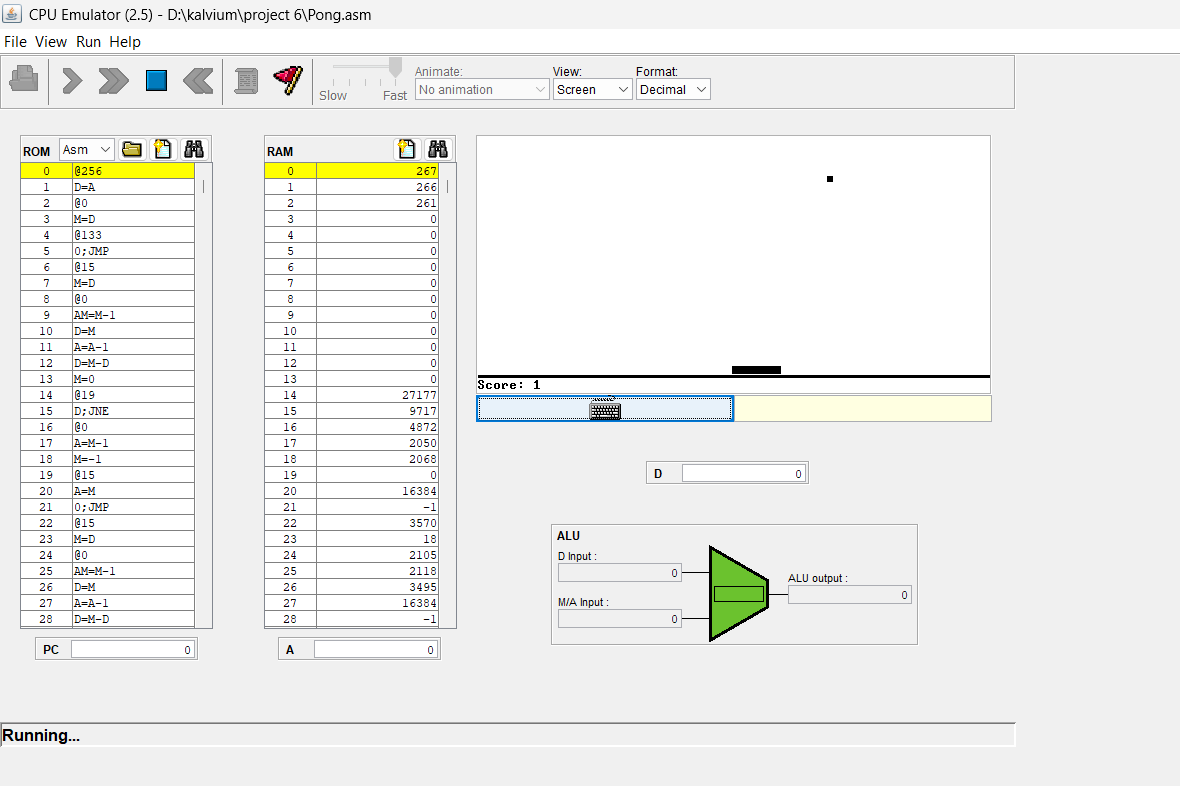 CPU Emulator (2.5) - D:\kalvium\project 6\Pong.asm
File View Run Help
Slow Fast
Animate:
No animation
View:
Screen
Format:
Decimal
ROM Asm
0 @256
1 D=A
2 @0
3 M=D
4 @133
5 0;JMP
6 @15
7 M=D
8 @0
9 AM=M-1
10 D=M
11 A=A-1
12 D=M-D
13 M=0
14 @19
15 D;JNE
16 @0
17 A=M-1
18 M=-1
19 @15
20 A=M
21 0;JMP
22 @15
23 M=D
24 @0
25 AM=M-1
26 D=M
27 A=A-1
28 D=M-D
PC 0
RAM
0 267
1 266
2 261
3 0
4 0
5 0
6 0
7 0
8 0
9 0
10 0
11 0
12 0
13 0
14 27177
15 9717
16 4872
17 2050
18 2068
19 0
20 16384
21 -1
22 3570
23 18
24 2105
25 2118
26 3495
27 16384
28 -1
A 0
Score: 1
D 0
ALU
D Input :
0
M/A Input :
0
ALU output :
0
Running...